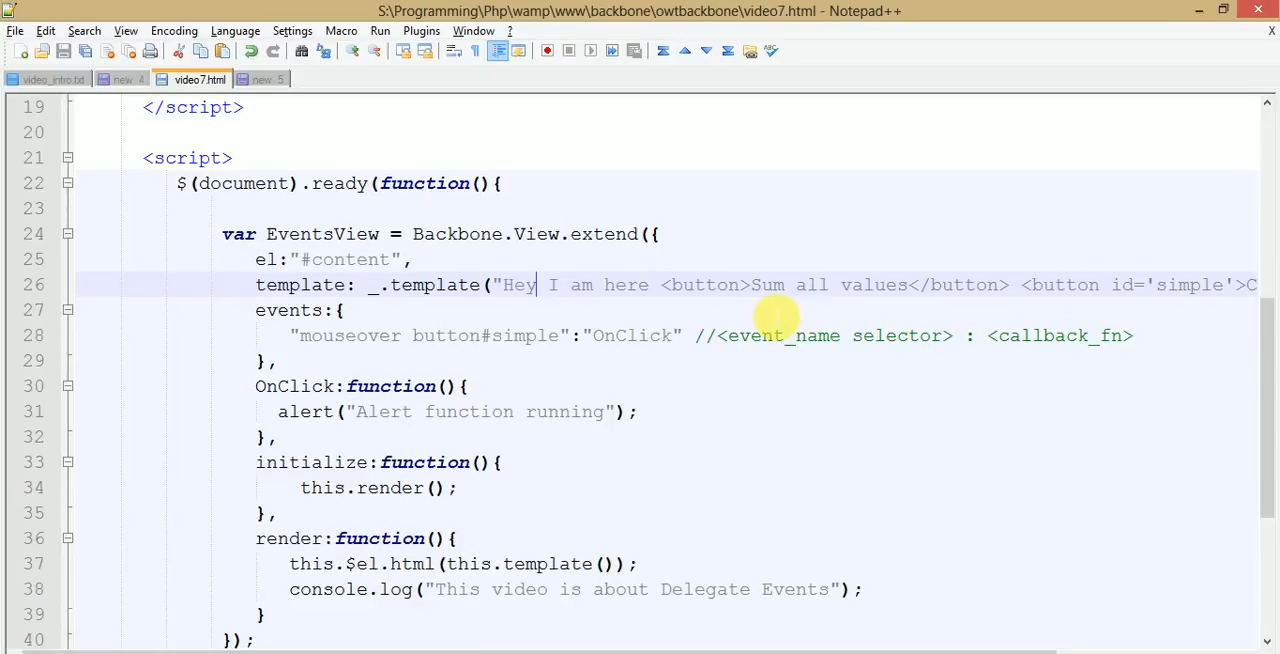 S:\Programming\Php\wamp\www\backbone\owtbackbone\video7.html - Notepad++
File Edit Search View Encoding Language Settings Macro Run Plugins Window ? X
video_intro.txt new 4 video7.html new 5
19 </script>
20
21 <script>
22 $(document).ready(function(){
23
24 var EventsView = Backbone.View.extend({
25 el:"#content",
26 template: _.template("Hey I am here <button>Sum all values</button> <button id='simple'>C
27 events:{
28 "mouseover button#simple":"OnClick" //<event_name selector> : <callback_fn>
29 },
30 OnClick:function(){
31 alert("Alert function running");
32 },
33 initialize:function(){
34 this.render();
35 },
36 render:function(){
37 this.$el.html(this.template());
38 console.log("This video is about Delegate Events");
39 }
40 });